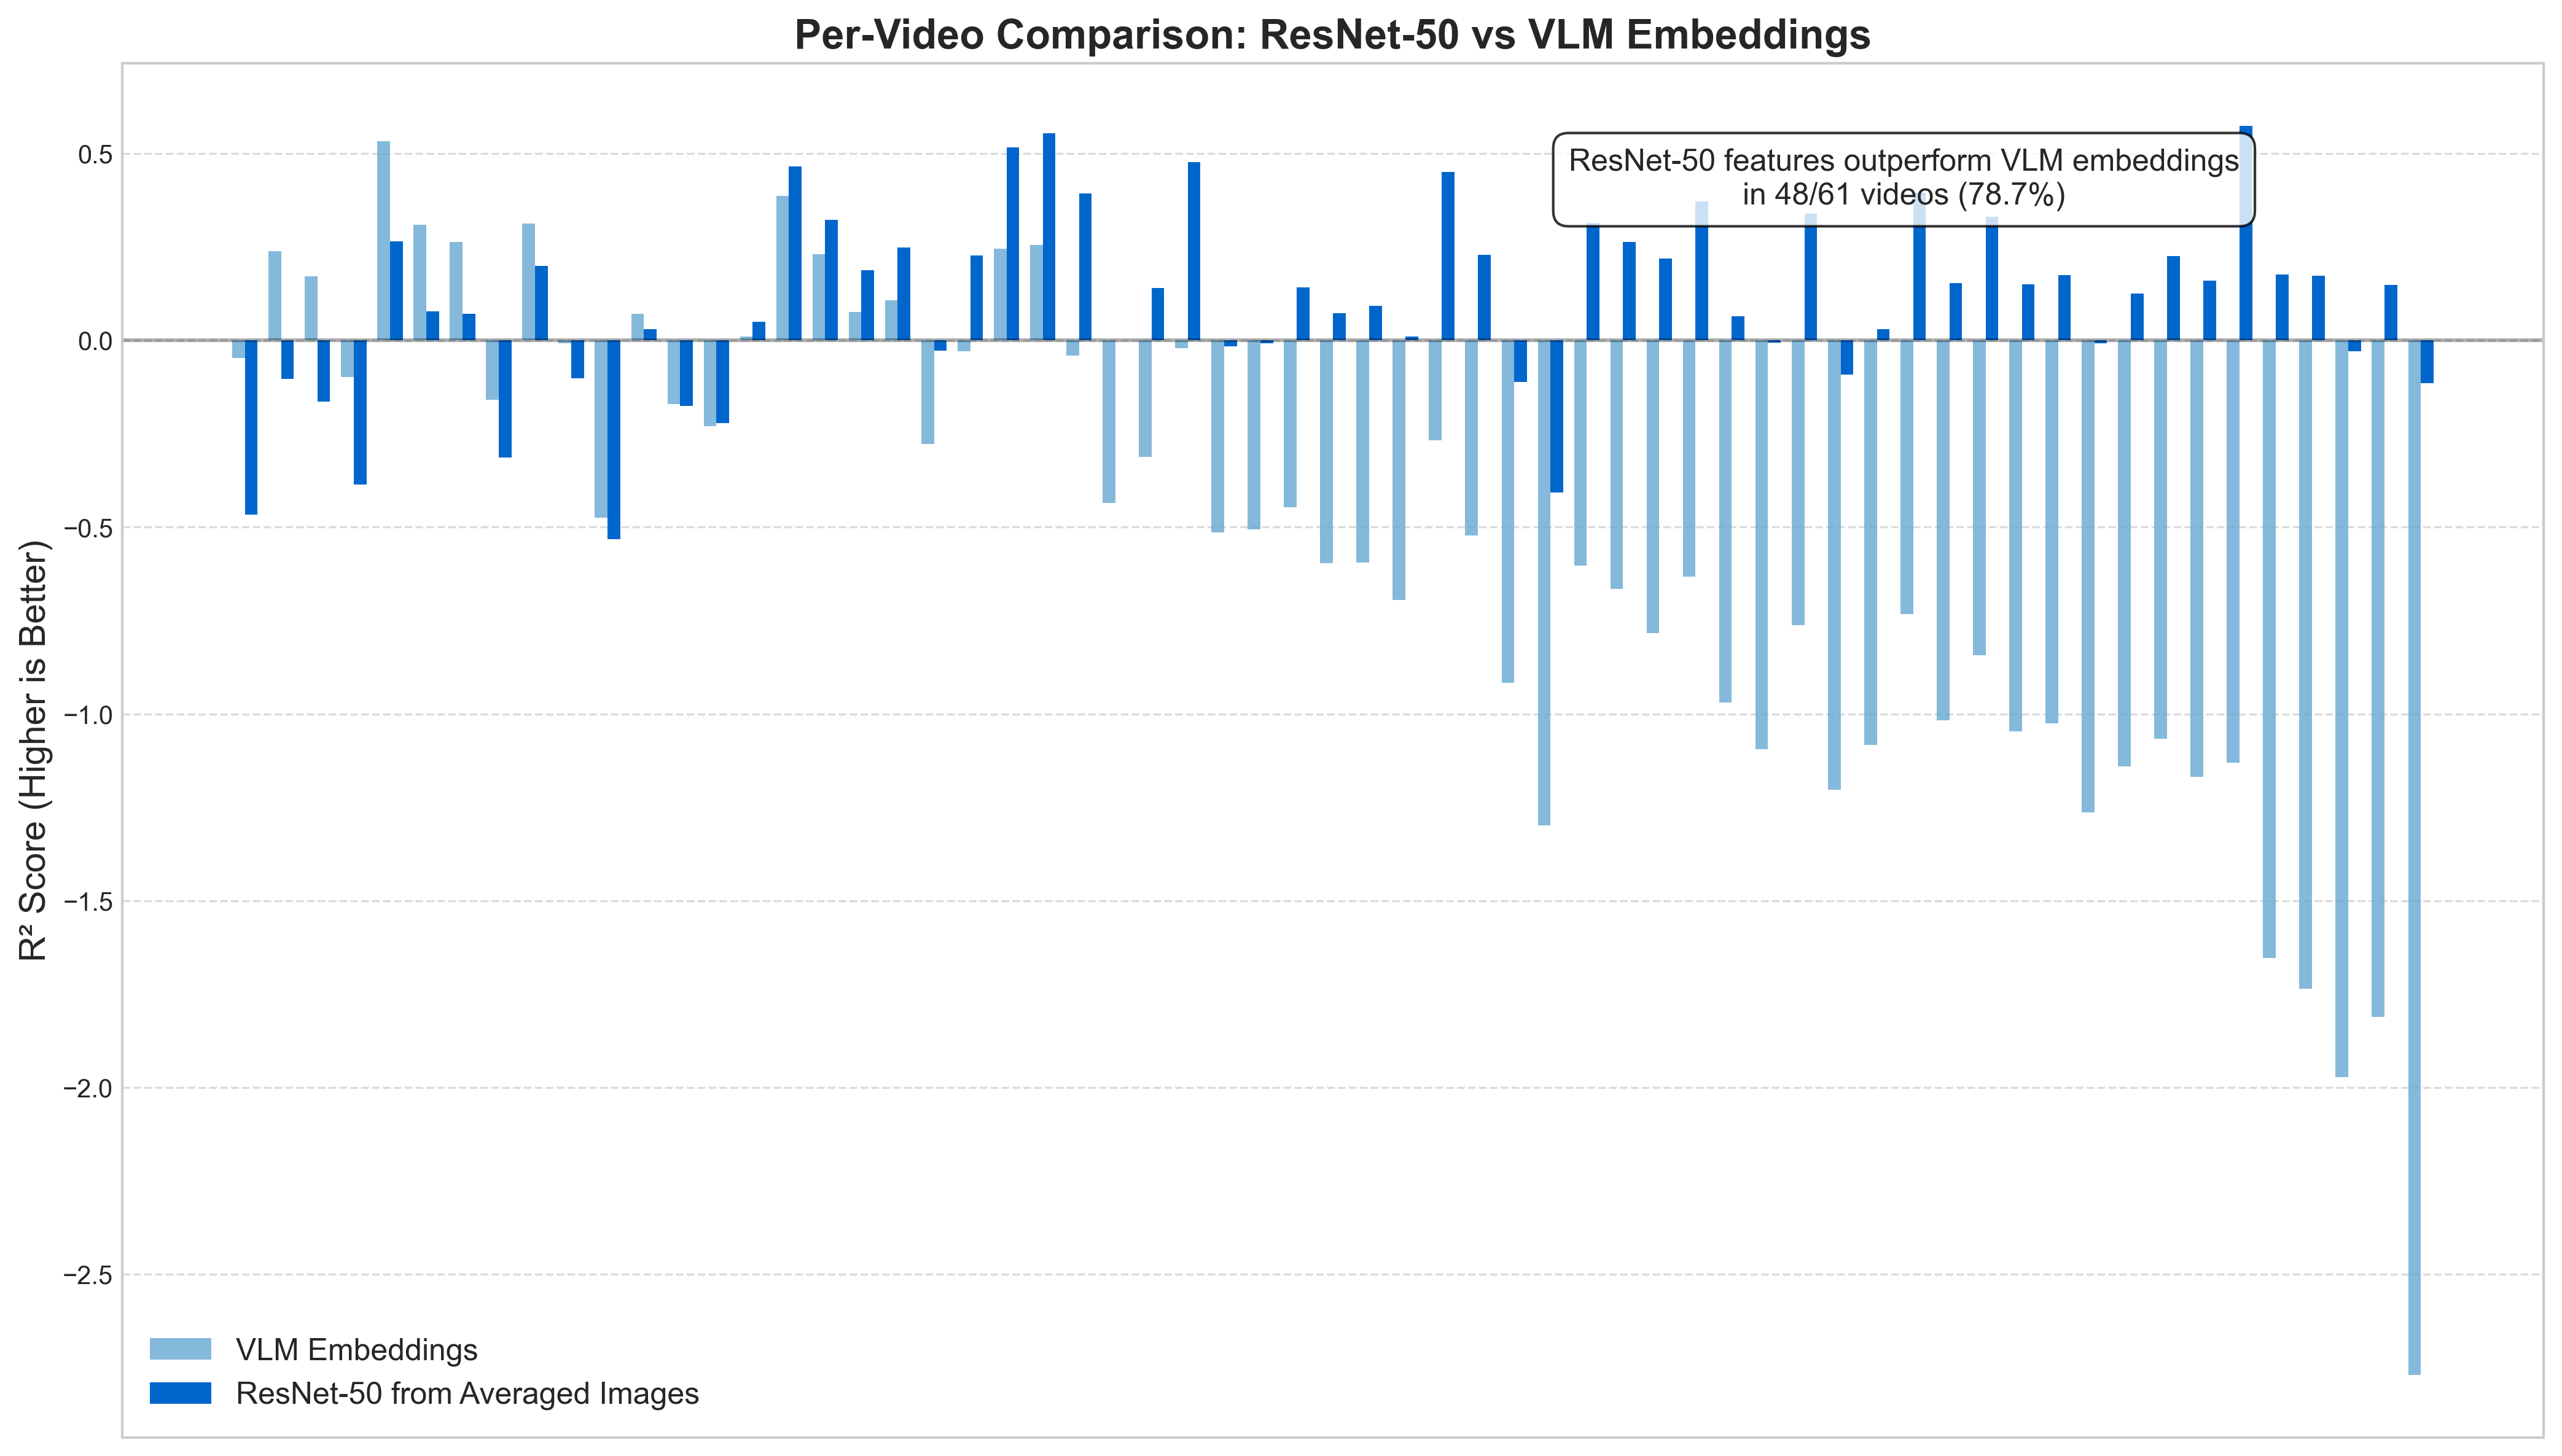 Per-Video Comparison: ResNet-50 vs VLM Embeddings
R² Score (Higher is Better)
0.5
0.0
−0.5
−1.0
−1.5
−2.0
−2.5
ResNet-50 features outperform VLM embeddings
in 48/61 videos (78.7%)
VLM Embeddings
ResNet-50 from Averaged Images